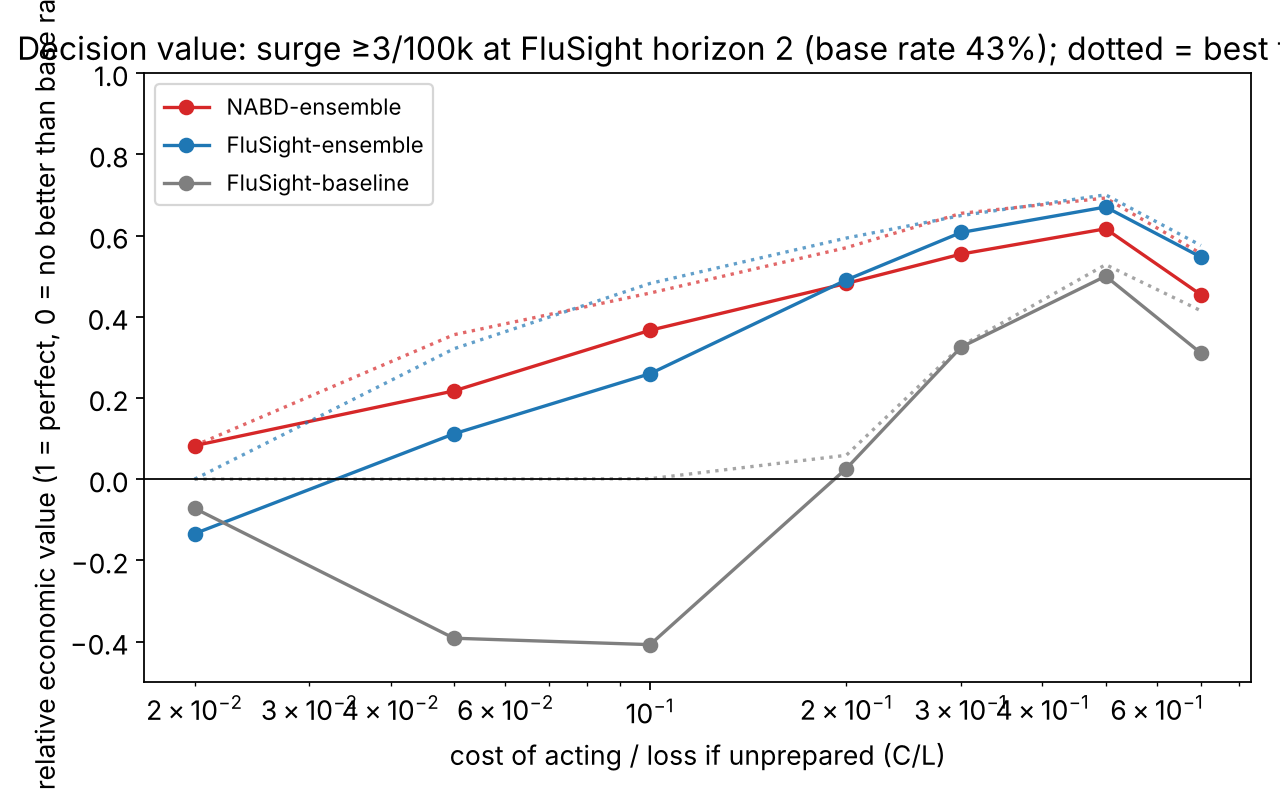 Decision value: surge ≥3/100k at FluSight horizon 2 (base rate 43%); dotted = best
relative economic value (1 = perfect, 0 = no better than base
1.0
0.8
0.6
0.4
0.2
0.0
−0.2
−0.4
NABD-ensemble
FluSight-ensemble
FluSight-baseline
2 × 10⁻² 3 × 10⁻² 4 × 10⁻² 6 × 10⁻² 10⁻¹ 2 × 10⁻¹ 3 × 10⁻¹ 4 × 10⁻¹ 6 × 10⁻¹
cost of acting / loss if unprepared (C/L)